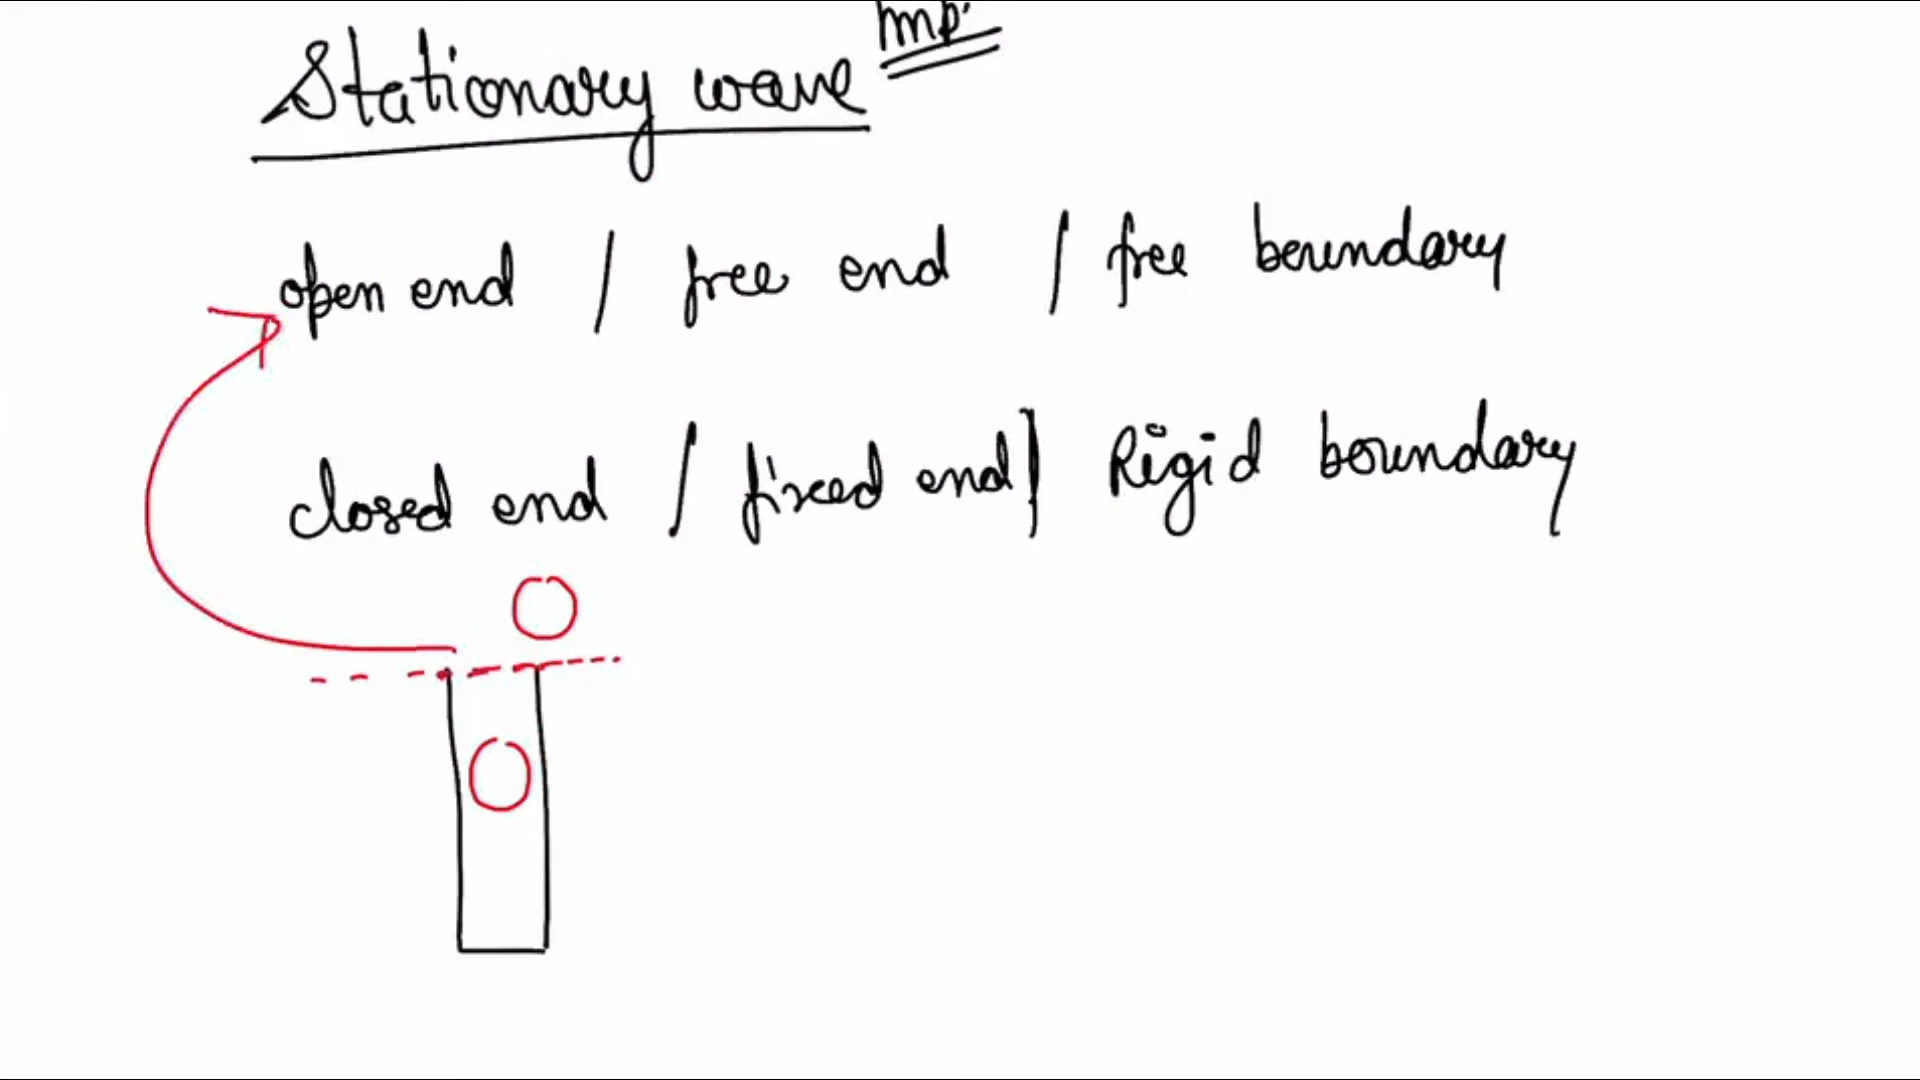 Imp.
Stationary wave
open end / free end / free boundary
closed end / fixed end / Rigid boundary